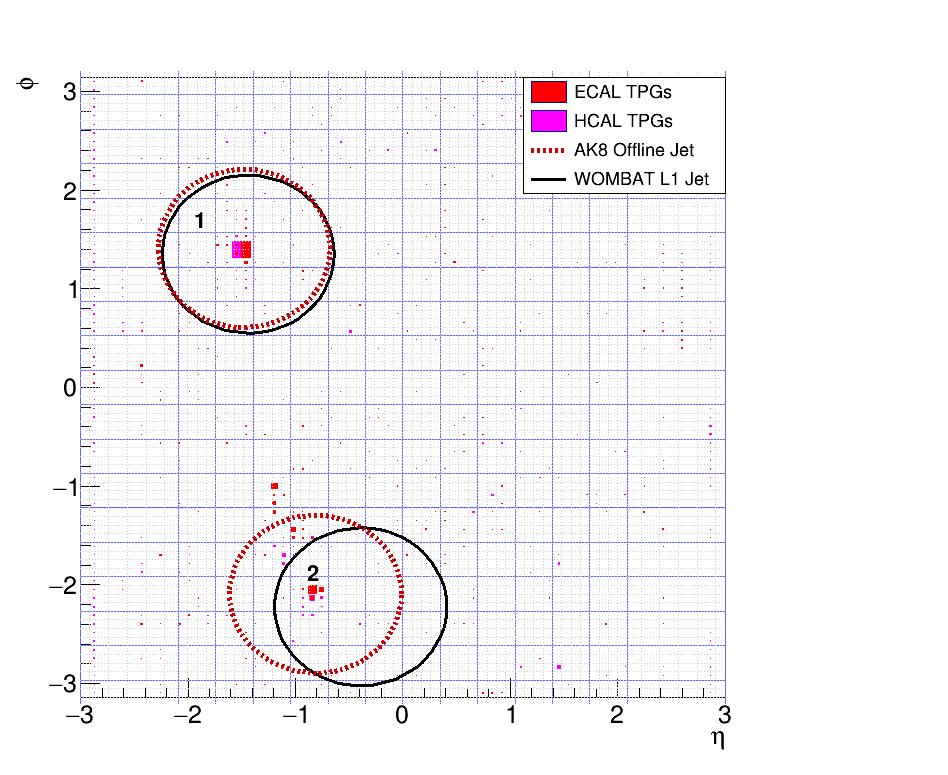 φ
3
ECAL TPGs
HCAL TPGs
AK8 Offline Jet
WOMBAT L1 Jet
2
1
1
0
−1
2
−2
−3
−3 −2 −1 0 1 2 3
η